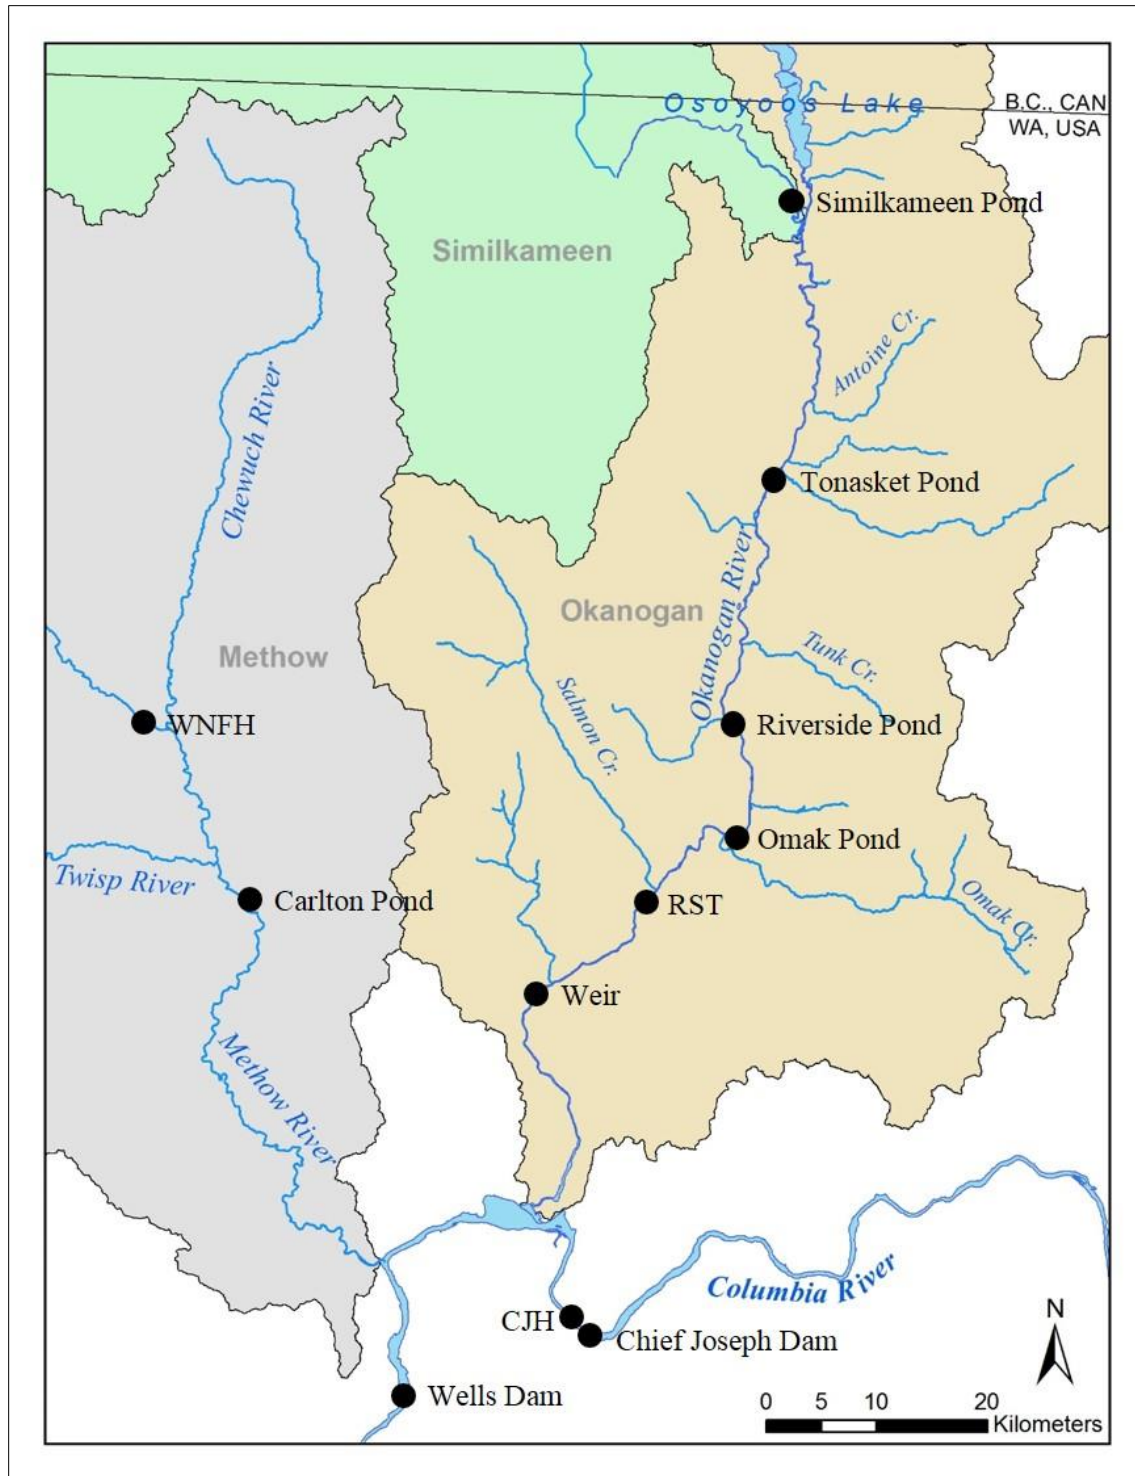 Osoyoos Lake
B.C., CAN
WA, USA
Similkameen Pond
Similkameen
Antoine Cr.
Chewuch River
Tonasket Pond
Okanogan River
Okanogan
Methow
Tunk Cr.
Salmon Cr.
WNFH
Riverside Pond
Omak Pond
Twisp River
Carlton Pond
RST
Omak Cr.
Weir
Methow River
Columbia River
CJH
Chief Joseph Dam
N
Wells Dam
0 5 10 20
Kilometers